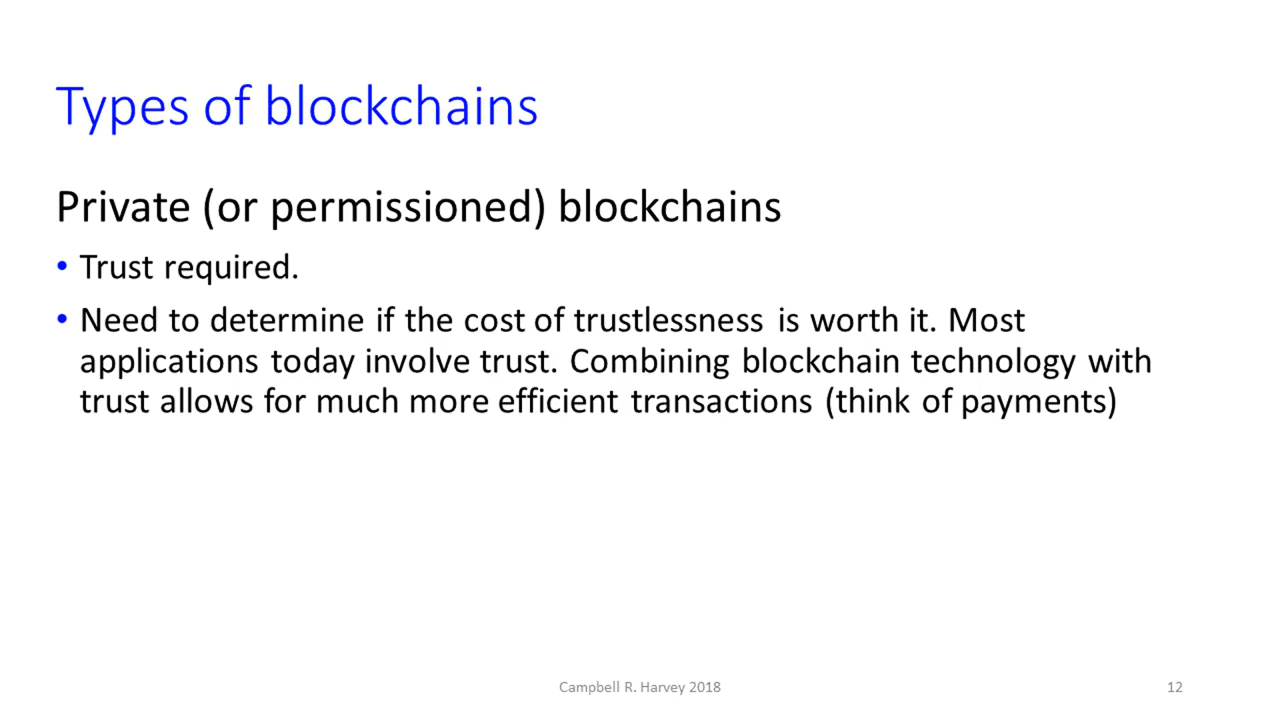 Types of blockchains
Private (or permissioned) blockchains
• Trust required.
• Need to determine if the cost of trustlessness is worth it. Most
applications today involve trust. Combining blockchain technology with
trust allows for much more efficient transactions (think of payments)
Campbell R. Harvey 2018
12